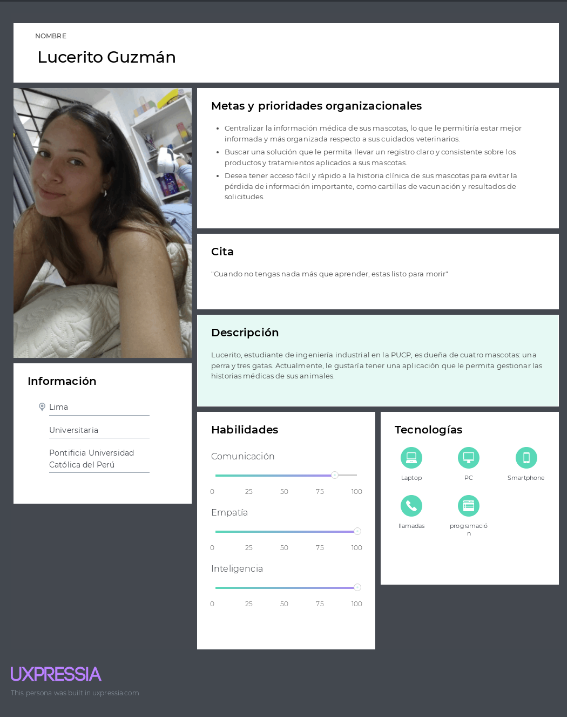 NOMBRE
Lucerito Guzmán
Metas y prioridades organizacionales
• Centralizar la información médica de sus mascotas, lo que le permitiría estar mejor
informada y más organizada respecto a sus cuidados veterinarios
• Buscar una solución que le permita llevar un registro claro y consistente sobre los
productos y tratamientos aplicados a sus mascotas.
• Desea tener acceso fácil y rápido a la historia clínica de sus mascotas para evitar la
pérdida de información importante, como cartillas de vacunación y resultados de
solicitudes
Cita
"Cuando no tengas nada más que aprender, estas listo para morir"
Descripción
Lucerito, estudiante de ingeniería industrial en la PUCP, es dueña de cuatro mascotas: una
perra y tres gatas. Actualmente, le gustaría tener una aplicación que le permita gestionar las
historias médicas de sus animales
Información
Lima
Universitaria
Pontificia Universidad
Católica del Perú
Habilidades
Comunicación
0 25 50 75 100
Empatía
0 25 50 75 100
Inteligencia
0 25 50 75 100
Tecnologías
Laptop PC Smartphone
llamadas programació
n
UXPRESSIA
This persona was built in uxpressia.com